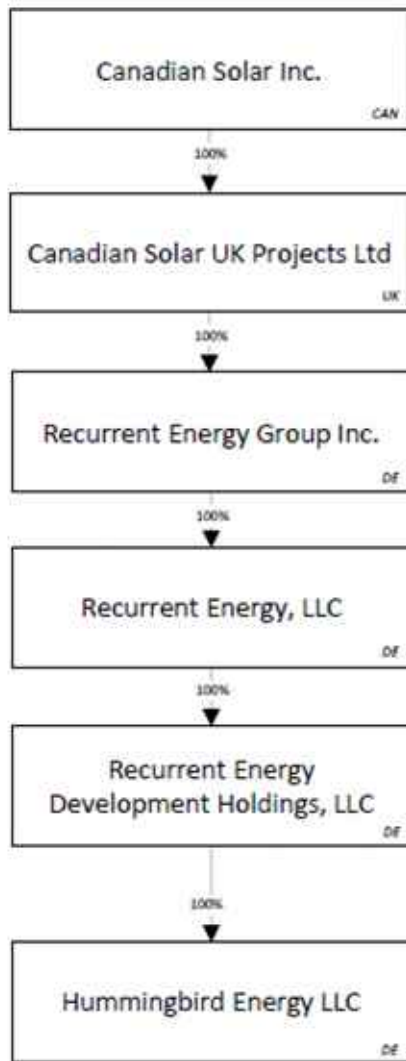 Canadian Solar Inc.
CAN
100%
Canadian Solar UK Projects Ltd
UK
100%
Recurrent Energy Group Inc.
DE
100%
Recurrent Energy, LLC
DE
100%
Recurrent Energy
Development Holdings, LLC
DE
100%
Hummingbird Energy LLC
DE